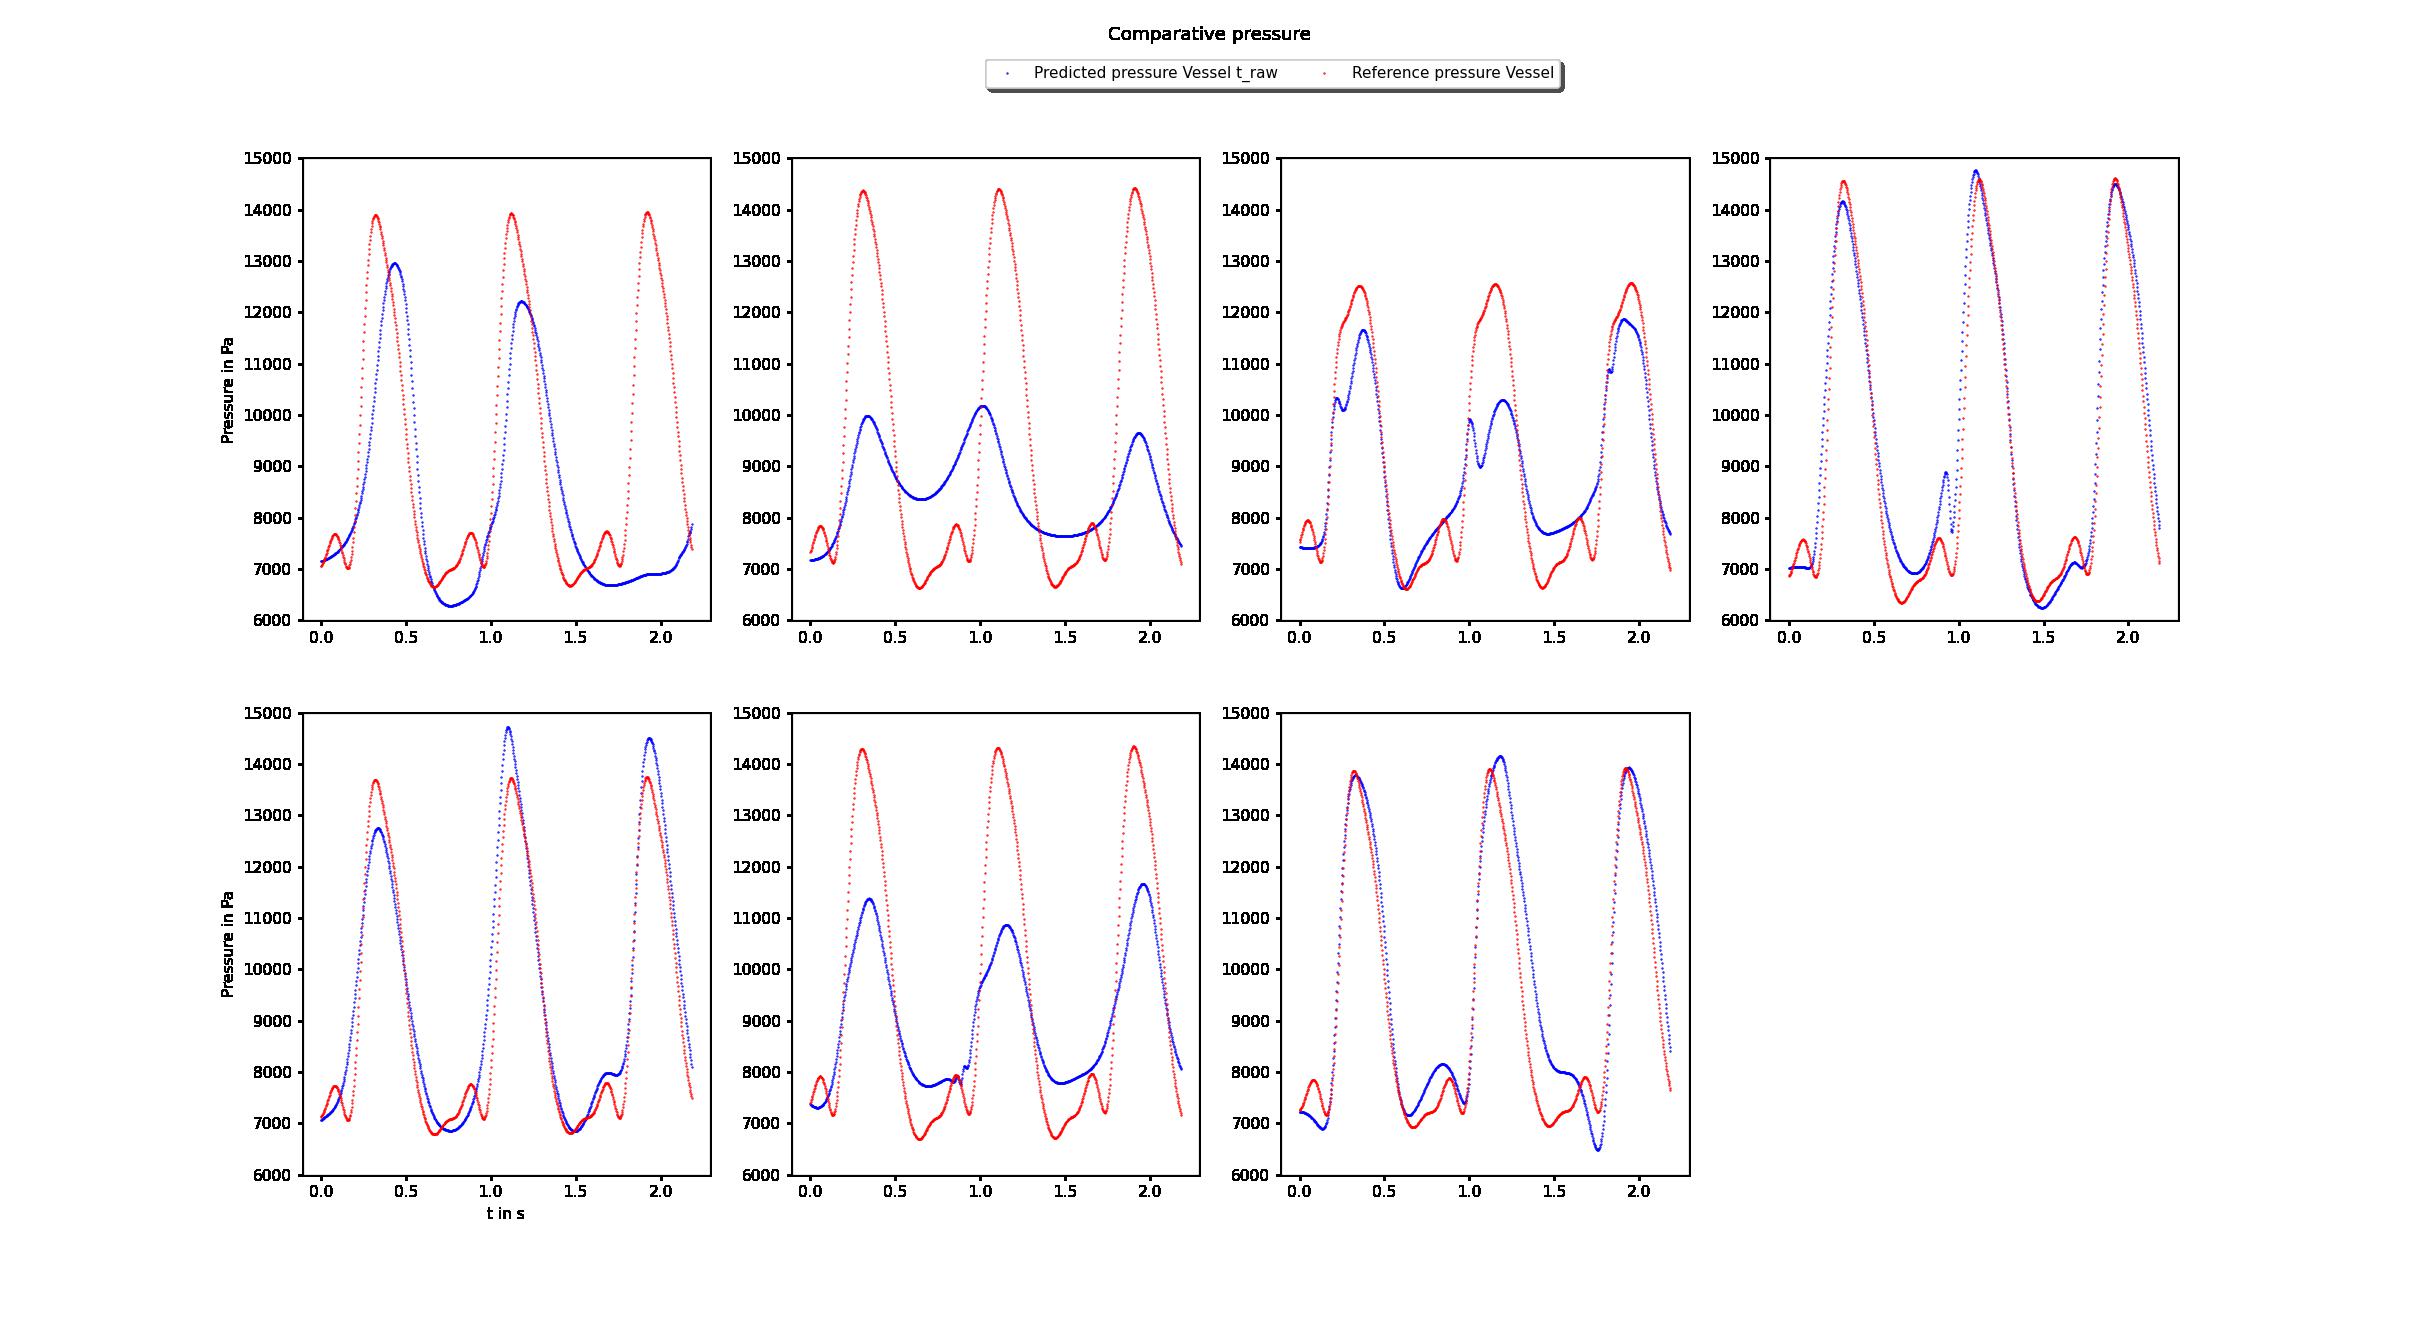 Comparative pressure
Predicted pressure Vessel t_raw Reference pressure Vessel
15000 15000 15000 15000
14000 14000 14000 14000
13000 13000 13000 13000
12000 12000 12000 12000
Pressure in Pa
11000 11000 11000 11000
10000 10000 10000 10000
9000 9000 9000 9000
8000 8000 8000 8000
7000 7000 7000 7000
6000 6000 6000 6000
0.0 0.5 1.0 1.5 2.0 0.0 0.5 1.0 1.5 2.0 0.0 0.5 1.0 1.5 2.0 0.0 0.5 1.0 1.5 2.0
15000 15000 15000
14000 14000 14000
13000 13000 13000
12000 12000 12000
Pressure in Pa
11000 11000 11000
10000 10000 10000
9000 9000 9000
8000 8000 8000
7000 7000 7000
6000 6000 6000
0.0 0.5 1.0 1.5 2.0 0.0 0.5 1.0 1.5 2.0 0.0 0.5 1.0 1.5 2.0
t in s